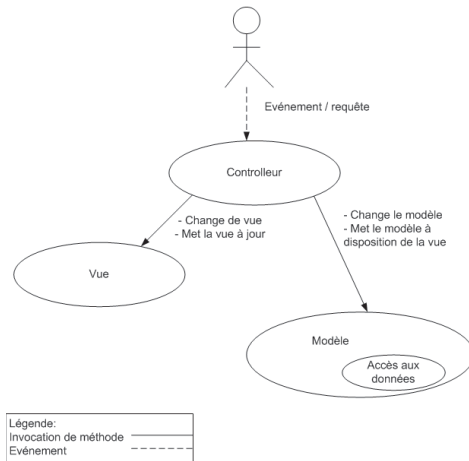 Evénement / requête
Controlleur
- Change de vue
- Met la vue à jour
- Change le modèle
- Met le modèle à
disposition de la vue
Vue
Modèle
Accès aux
données
Légende:
Invocation de méthode
Evénement